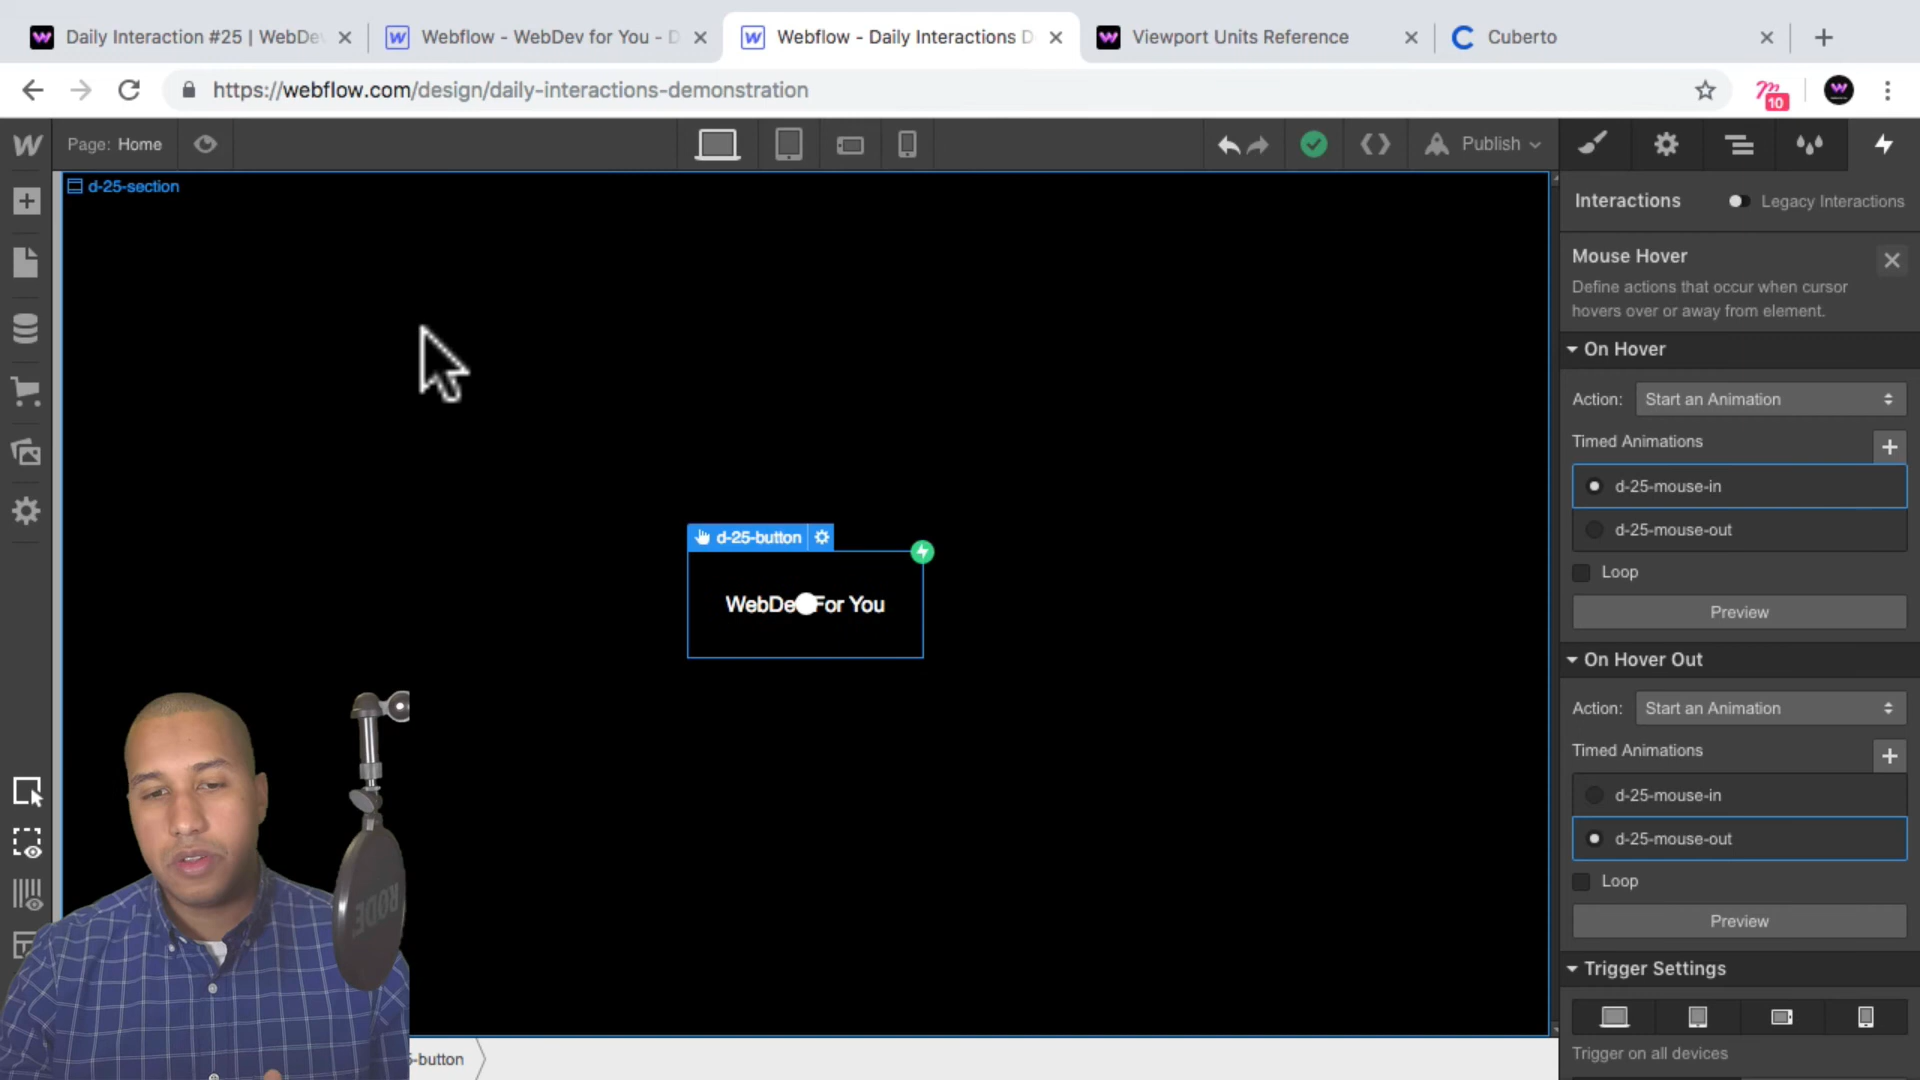 Daily Interaction #25 | WebDev
Webflow - WebDev for You - D
Webflow - Daily Interactions D
Viewport Units Reference
Cuberto
https://webflow.com/design/daily-interactions-demonstration
10
Page: Home
Publish
d-25-section
Interactions
Legacy Interactions
Mouse Hover
Define actions that occur when cursor
hovers over or away from element.
On Hover
Action: Start an Animation
Timed Animations
d-25-mouse-in
d-25-mouse-out
Loop
Preview
d-25-button
WebDe For You
On Hover Out
Action: Start an Animation
Timed Animations
d-25-mouse-in
d-25-mouse-out
Loop
Preview
RODE
Trigger Settings
Trigger on all devices
5-button